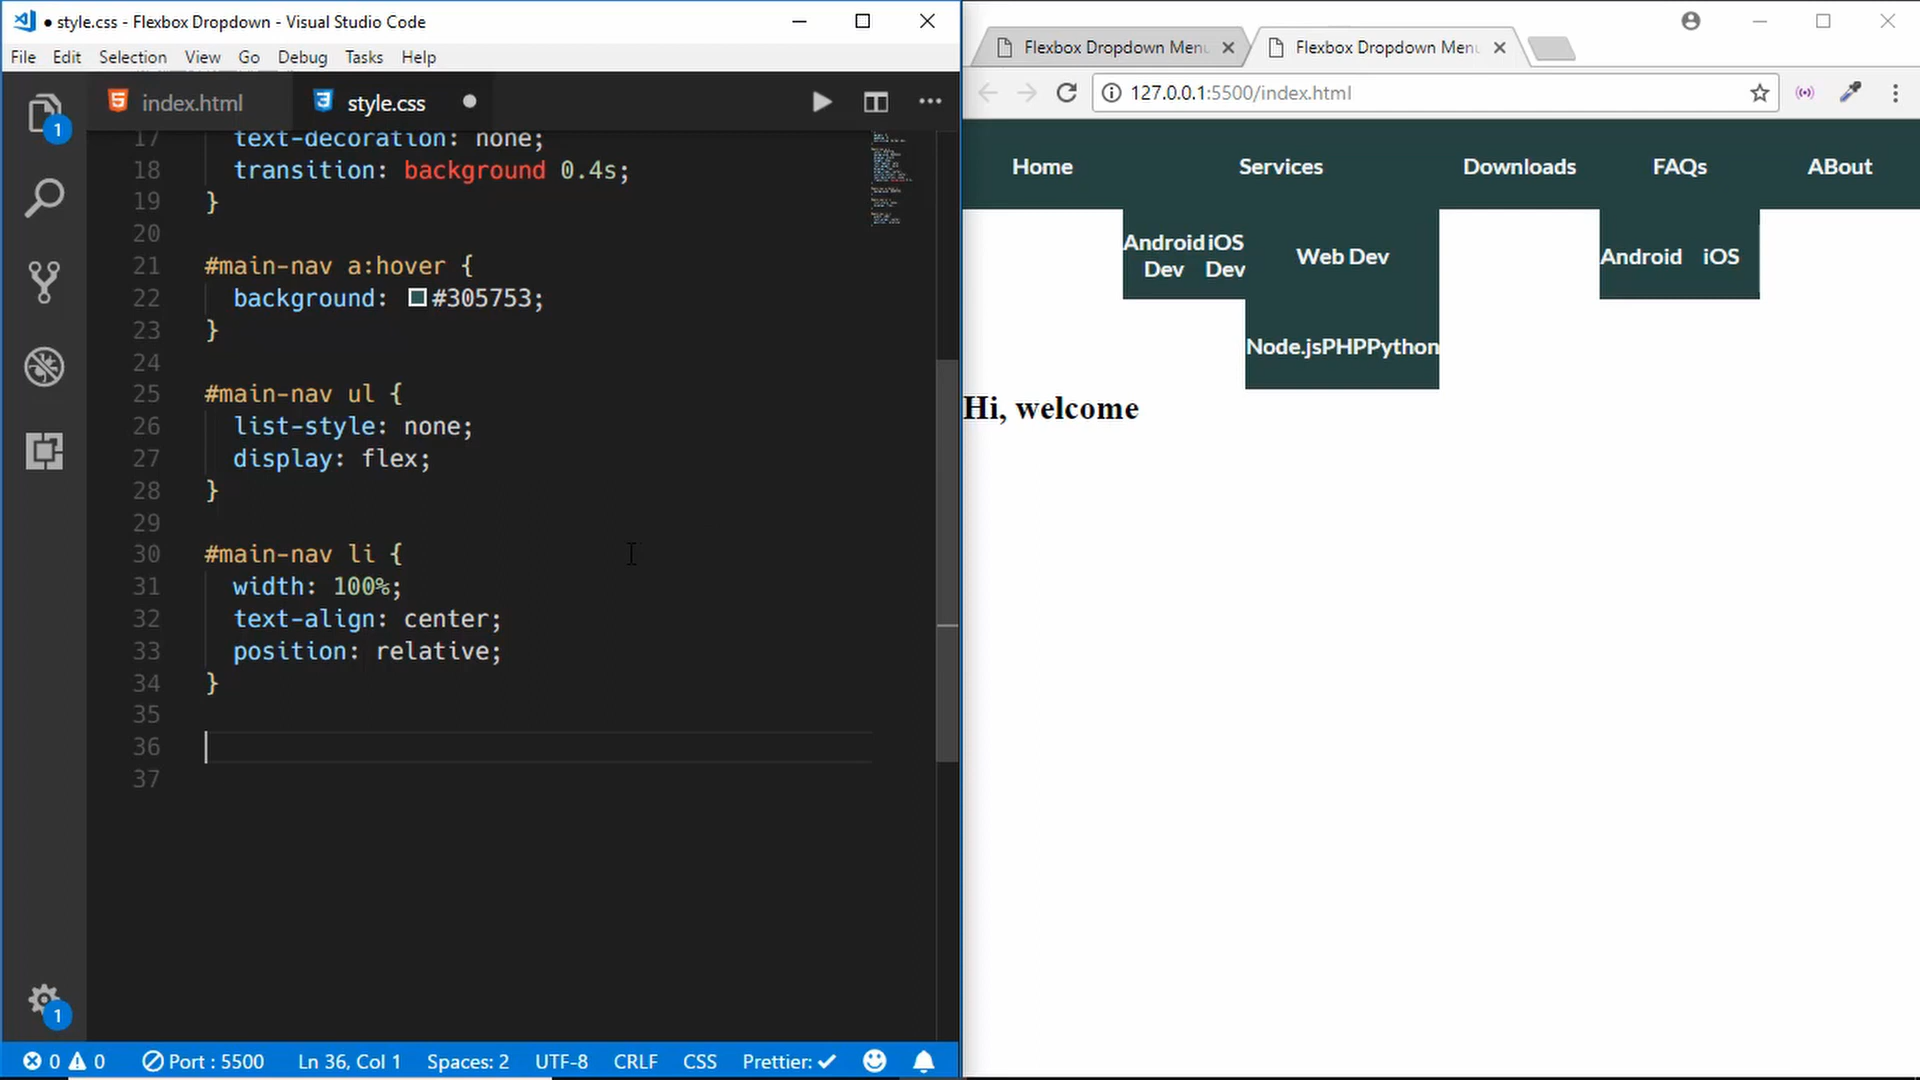 ● style.css - Flexbox Dropdown - Visual Studio Code
File Edit Selection View Go Debug Tasks Help
index.html
style.css
17 text-decoration: none;
18 transition: background 0.4s;
19 }
20
21 #main-nav a:hover {
22 background: #305753;
23 }
24
25 #main-nav ul {
26 list-style: none;
27 display: flex;
28 }
29
30 #main-nav li {
31 width: 100%;
32 text-align: center;
33 position: relative;
34 }
35
36
37
1
1
0 0 Port : 5500 Ln 36, Col 1 Spaces: 2 UTF-8 CRLF CSS Prettier: ✓
Flexbox Dropdown Menu
Flexbox Dropdown Menu
127.0.0.1:5500/index.html
Home Services Downloads FAQs ABout
Android iOS
Dev Dev
Web Dev
Android iOS
Node.jsPHPPython
Hi, welcome